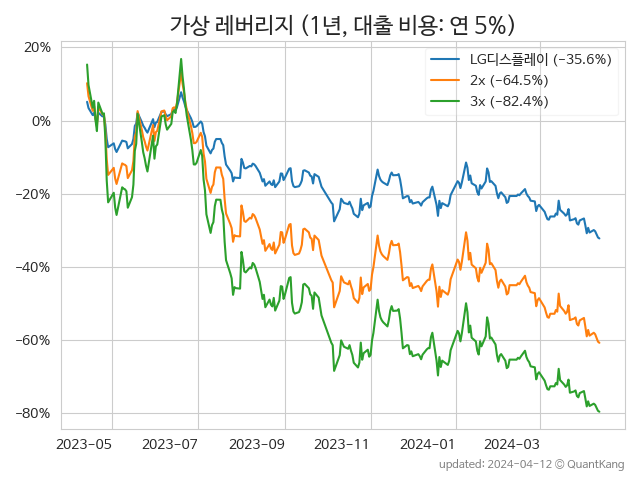 가상 레버리지 (1년, 대출 비용: 연 5%)
LG디스플레이 (−35.6%)
2x (−64.5%)
3x (−82.4%)
20%
0%
−20%
−40%
−60%
−80%
2023-05 2023-07 2023-09 2023-11 2024-01 2024-03
updated: 2024-04-12 © QuantKang